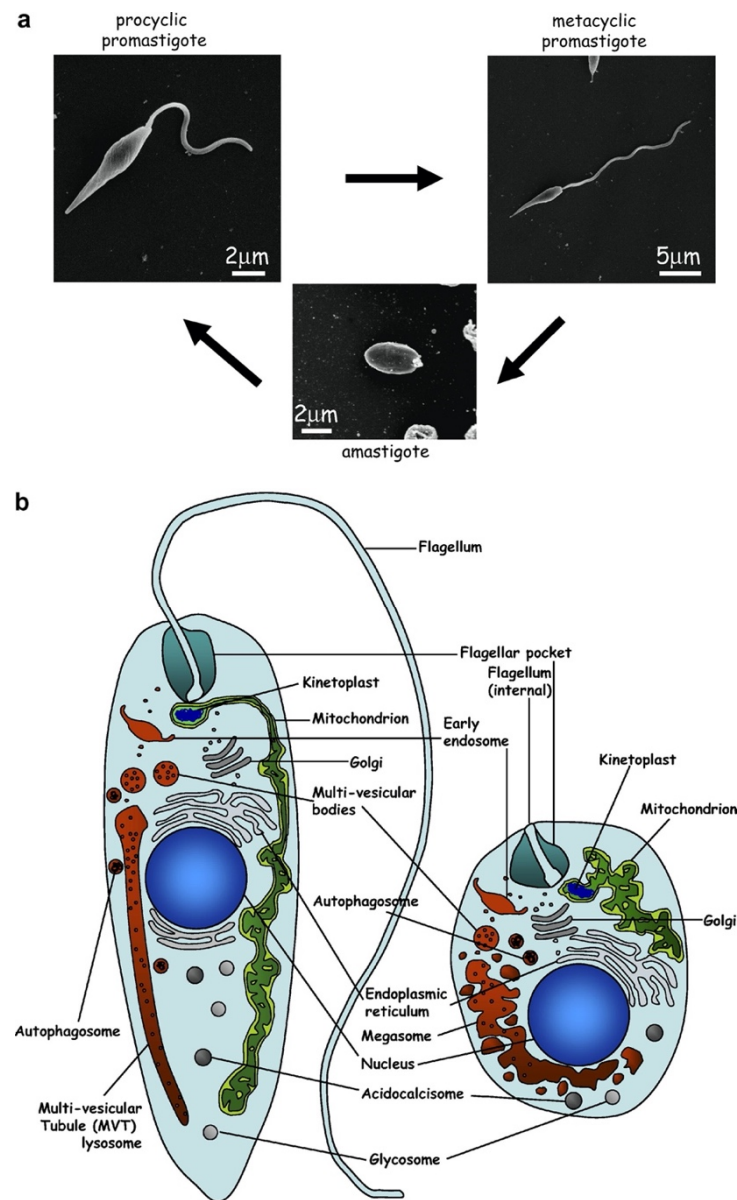 a
procyclic
promastigote
metacyclic
promastigote
2μm
5μm
2μm
amastigote
b
Flagellum
Flagellar pocket
Flagellum
(internal)
Kinetoplast
Mitochondrion
Early
endosome
Golgi
Kinetoplast
Multi-vesicular
bodies
Mitochondrion
Autophagosome
Golgi
Endoplasmic
reticulum
Autophagosome
Megasome
Nucleus
Acidocalcisome
Multi-vesicular
Tubule (MVT)
lysosome
Glycosome